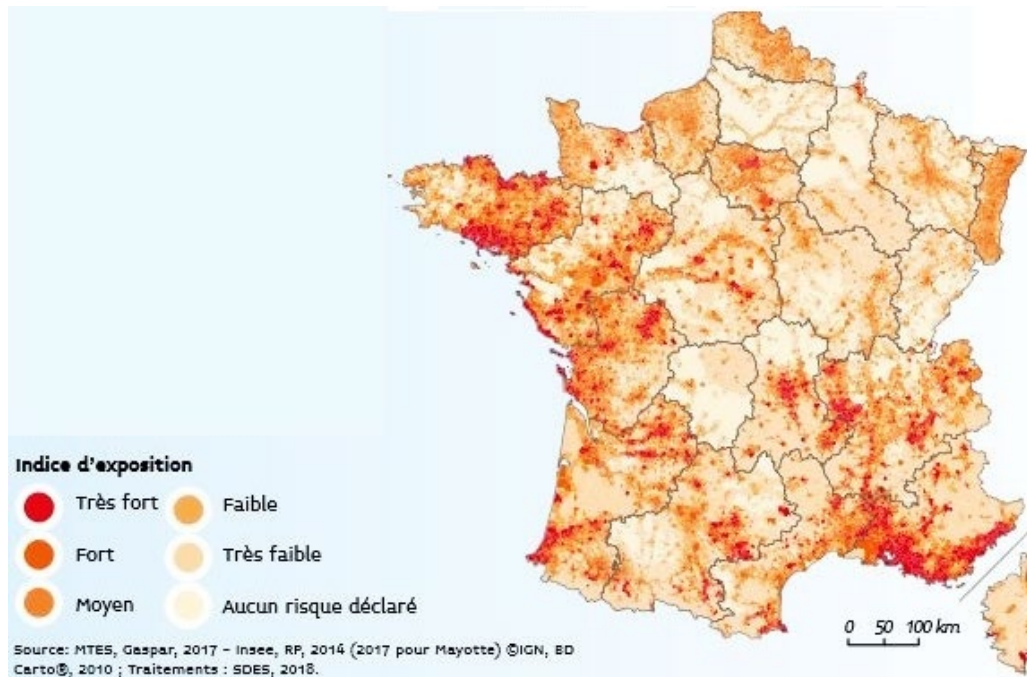 Indice d'exposition
Très fort
Faible
Fort
Très faible
Moyen
Aucun risque déclaré
0 50 100 km
Source: MTES, Gaspar, 2017 – Insee, RP, 2014 (2017 pour Mayotte) ©IGN, BD
Carto®, 2010 ; Traitements : SDES, 2018.